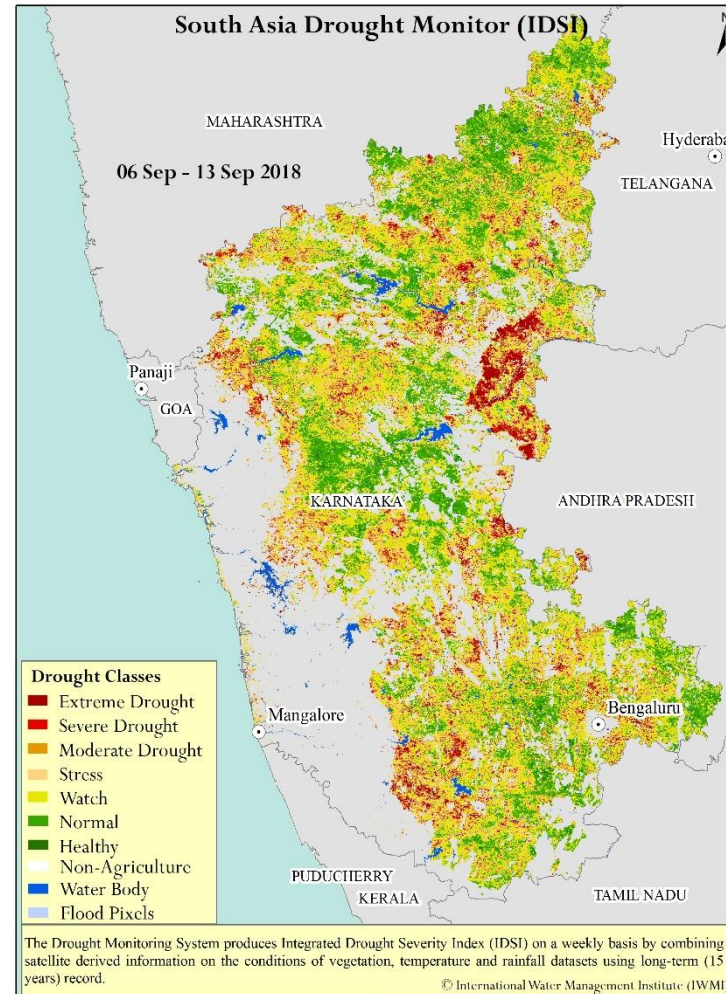 South Asia Drought Monitor (IDSI)
MAHARASHTRA
06 Sep - 13 Sep 2018
Hyderaba
TELANGANA
Panaji
GOA
KARNATAKA
ANDHRA PRADESH
Drought Classes
Extreme Drought
Severe Drought
Moderate Drought
Stress
Watch
Normal
Healthy
Non-Agriculture
Water Body
Flood Pixels
Mangalore
Bengaluru
PUDUCHERRY
KERALA
TAMIL NADU
The Drought Monitoring System produces Integrated Drought Severity Index (IDSI) on a weekly basis by combining
satellite derived information on the conditions of vegetation, temperature and rainfall datasets using long-term (15
years) record.
© International Water Management Institute (IWMI